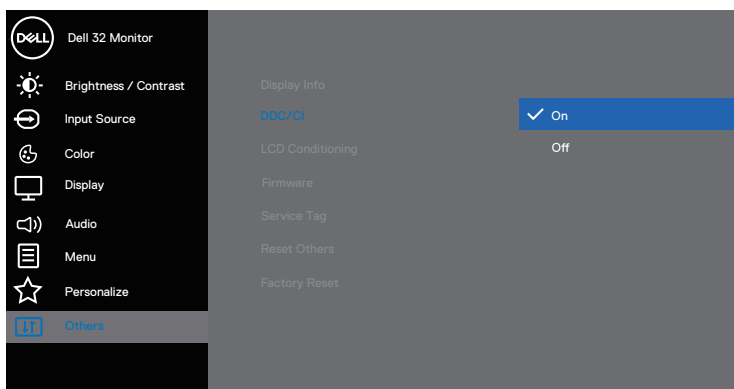 DELL
Dell 32 Monitor
Brightness / Contrast
Input Source
Color
Display
Audio
Menu
Personalize
Others
Display Info
DDC/CI
LCD Conditioning
Firmware
Service Tag
Reset Others
Factory Reset
On
Off